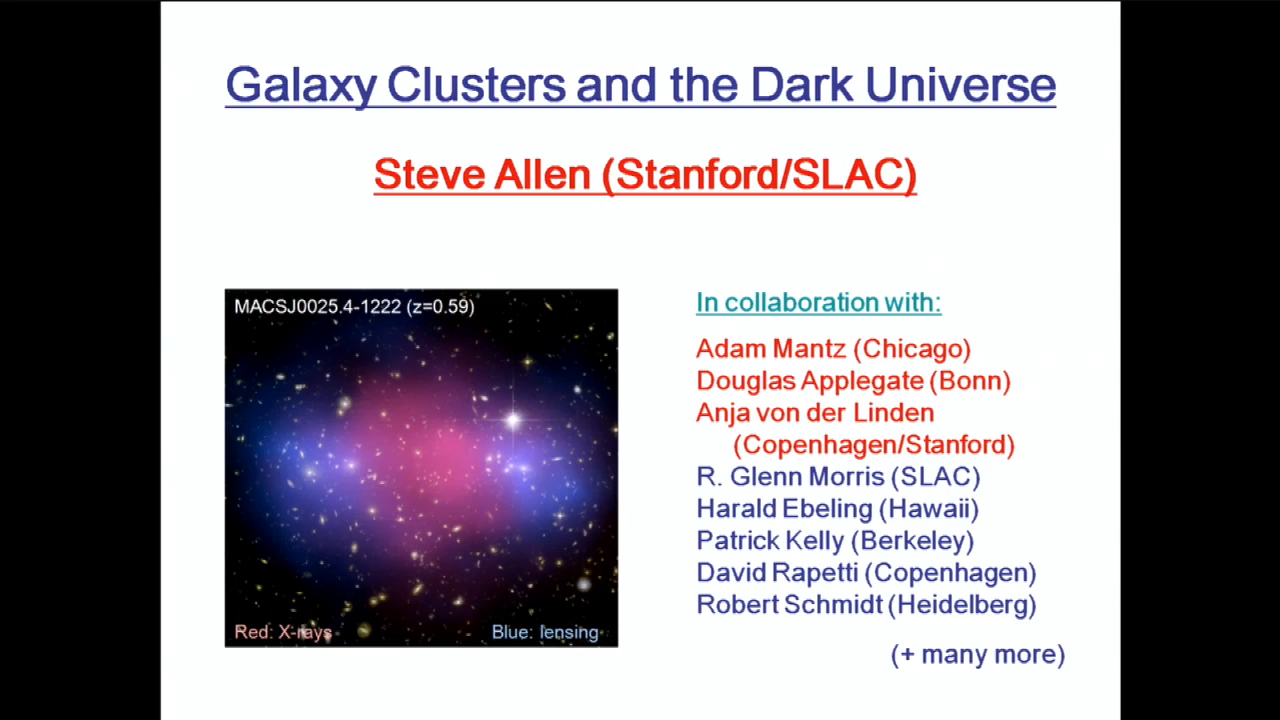 Galaxy Clusters and the Dark Universe
Steve Allen (Stanford/SLAC)
MACSJ0025.4-1222 (z=0.59)
Red: X-rays
Blue: lensing
In collaboration with:
Adam Mantz (Chicago)
Douglas Applegate (Bonn)
Anja von der Linden
(Copenhagen/Stanford)
R. Glenn Morris (SLAC)
Harald Ebeling (Hawaii)
Patrick Kelly (Berkeley)
David Rapetti (Copenhagen)
Robert Schmidt (Heidelberg)
(+ many more)